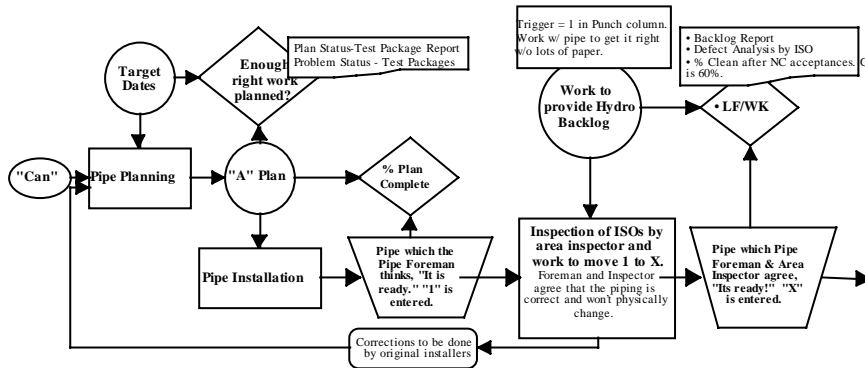 Target
Dates
Enough
right work
planned?
Plan Status-Test Package Report
Problem Status - Test Packages
Trigger = 1 in Punch column.
Work w/ pipe to get it right
w/o lots of paper.
• Backlog Report
• Defect Analysis by ISO
• % Clean after NC acceptances.
is 60%.
Work to
provide Hydro
Backlog
• LF/WK
"Can"
Pipe Planning
"A" Plan
% Plan
Complete
Pipe Installation
Pipe which the
Pipe Foreman
thinks, "It is
ready." "1" is
entered.
Inspection of ISOs by
area inspector and
work to move 1 to X.
Foreman and Inspector
agree that the piping is
correct and won't physically
change.
Pipe which Pipe
Foreman & Area
Inspector agree,
"Its ready!" "X"
is entered.
Corrections to be done
by original installers